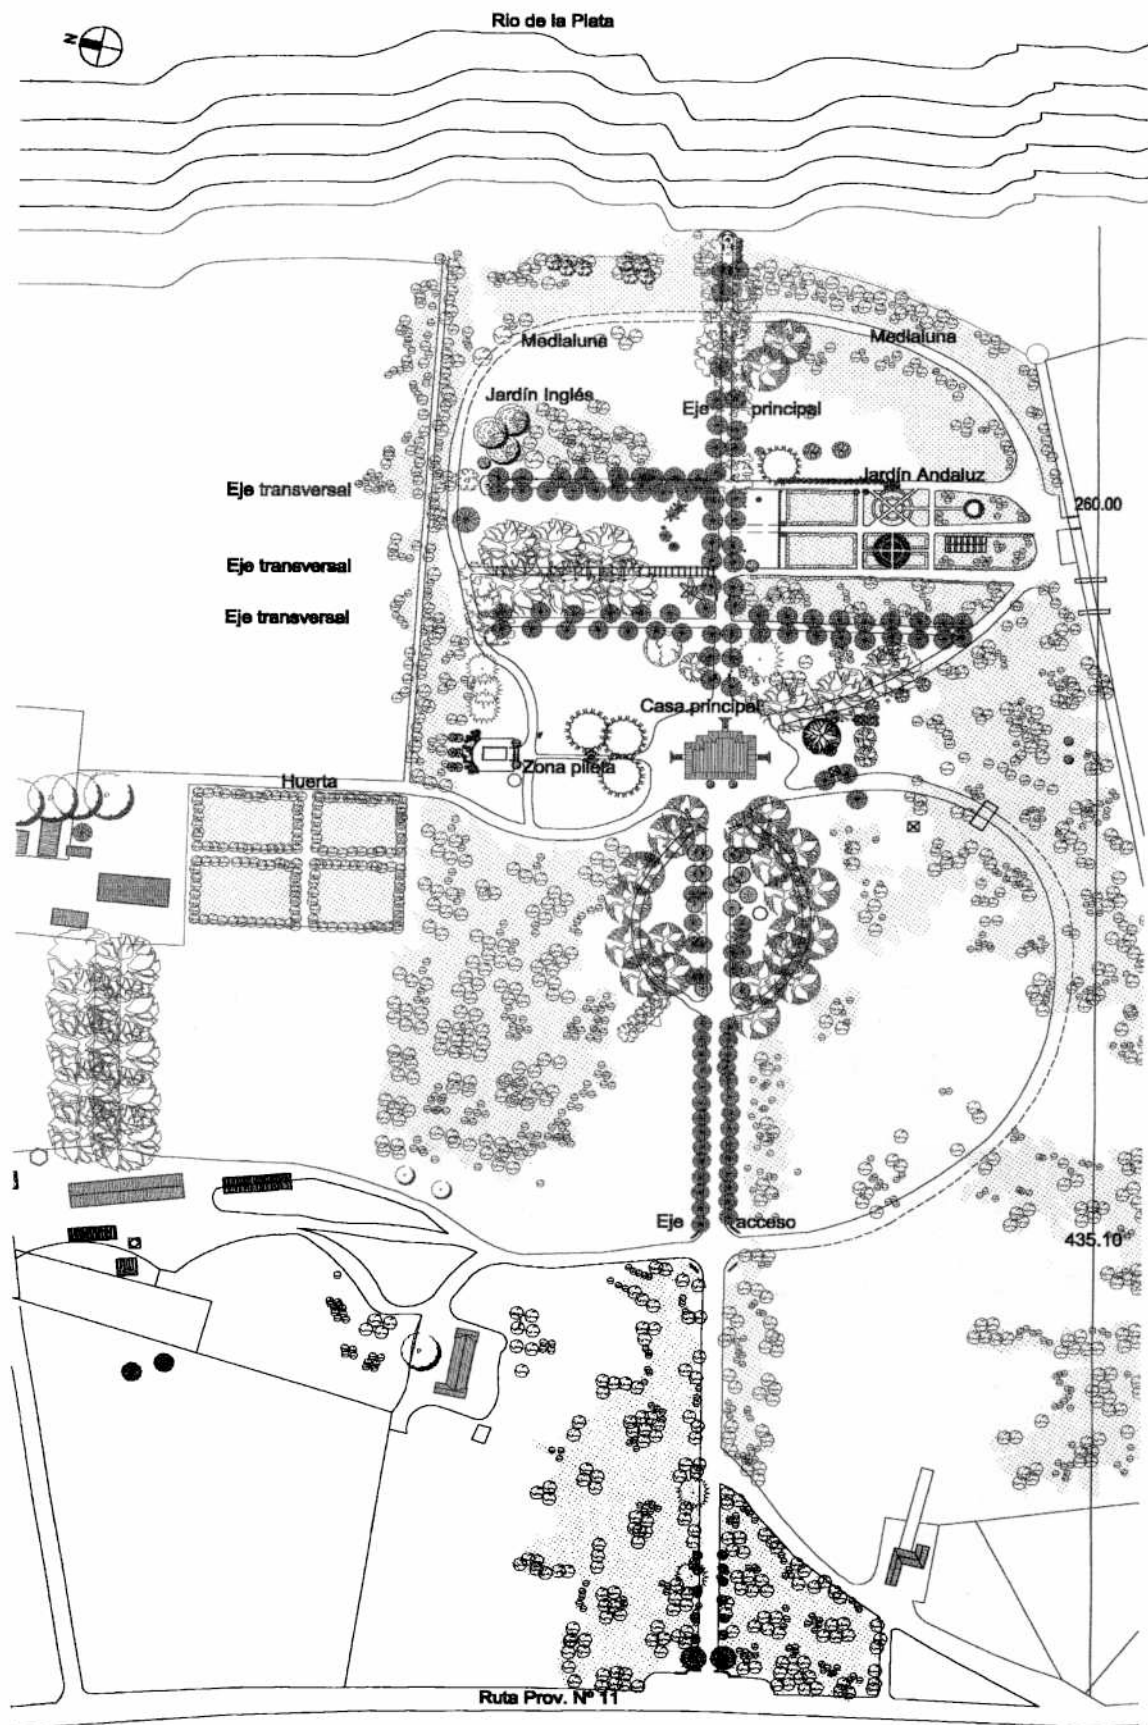 Rio de la Plata
N
Medialuna
Medialuna
Jardín Inglés
Eje principal
Jardín Andaluz
Eje transversal
260.00
Eje transversal
Eje transversal
Casa principal
Zona pileta
Huerta
Eje acceso
435.10
Ruta Prov. Nº 11